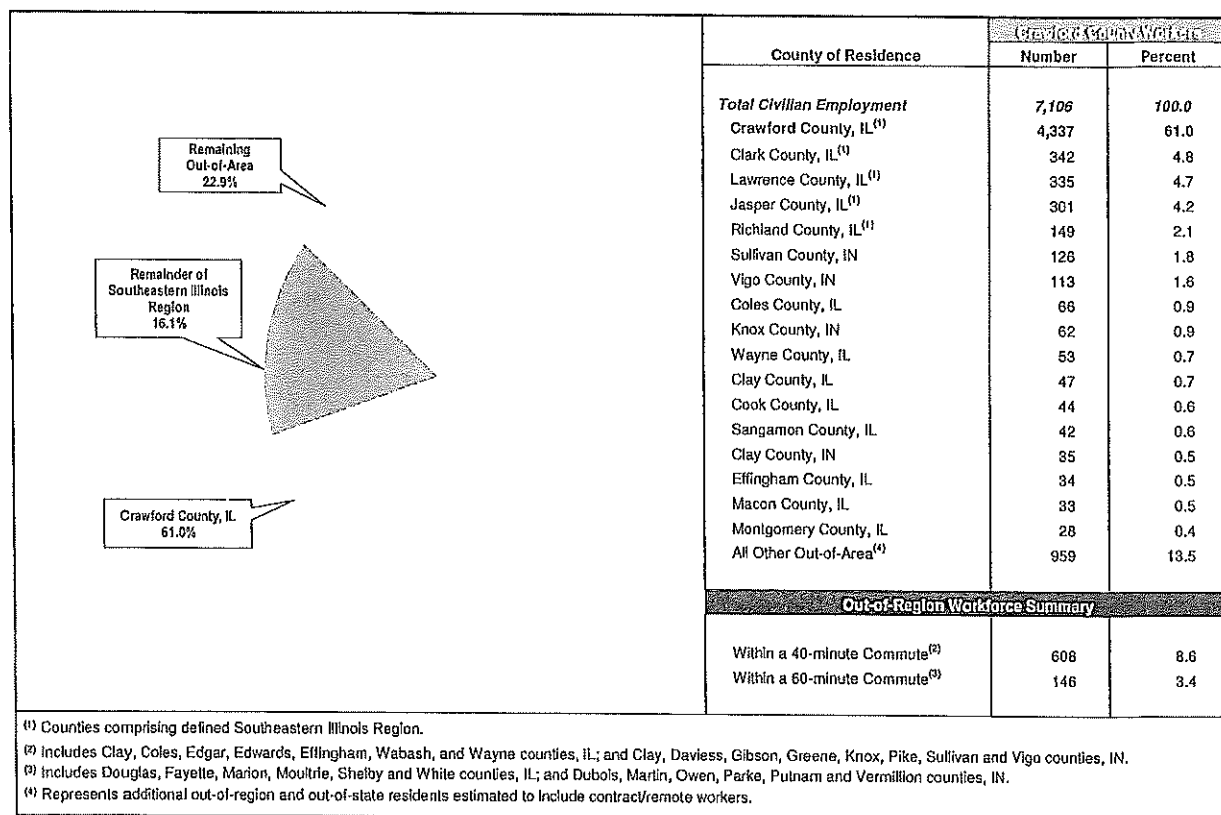 Crawford County Workers
County of Residence Number Percent
Total Civilian Employment 7,106 100.0
Crawford County, IL(1) 4,337 61.0
Clark County, IL(1) 342 4.8
Lawrence County, IL(1) 335 4.7
Jasper County, IL(1) 301 4.2
Richland County, IL(1) 149 2.1
Sullivan County, IN 126 1.8
Vigo County, IN 113 1.6
Coles County, IL 66 0.9
Knox County, IN 62 0.9
Wayne County, IL 53 0.7
Clay County, IL 47 0.7
Cook County, IL 44 0.6
Sangamon County, IL 42 0.6
Clay County, IN 35 0.5
Effingham County, IL 34 0.5
Macon County, IL 33 0.5
Montgomery County, IL 28 0.4
All Other Out-of-Area(4) 959 13.5
Out-of-Region Workforce Summary
Within a 40-minute Commute(2) 608 8.6
Within a 60-minute Commute(3) 146 3.4
Remaining
Out-of-Area
22.9%
Remainder of
Southeastern Illinois
Region
16.1%
Crawford County, IL
61.0%
(1) Counties comprising defined Southeastern Illinois Region.
(2) Includes Clay, Coles, Edgar, Edwards, Effingham, Wabash, and Wayne counties, IL; and Clay, Daviess, Gibson, Greene, Knox, Pike, Sullivan and Vigo counties, IN.
(3) Includes Douglas, Fayette, Marion, Moultrie, Shelby and White counties, IL; and Dubois, Martin, Owen, Parke, Putnam and Vermillion counties, IN.
(4) Represents additional out-of-region and out-of-state residents estimated to include contract/remote workers.